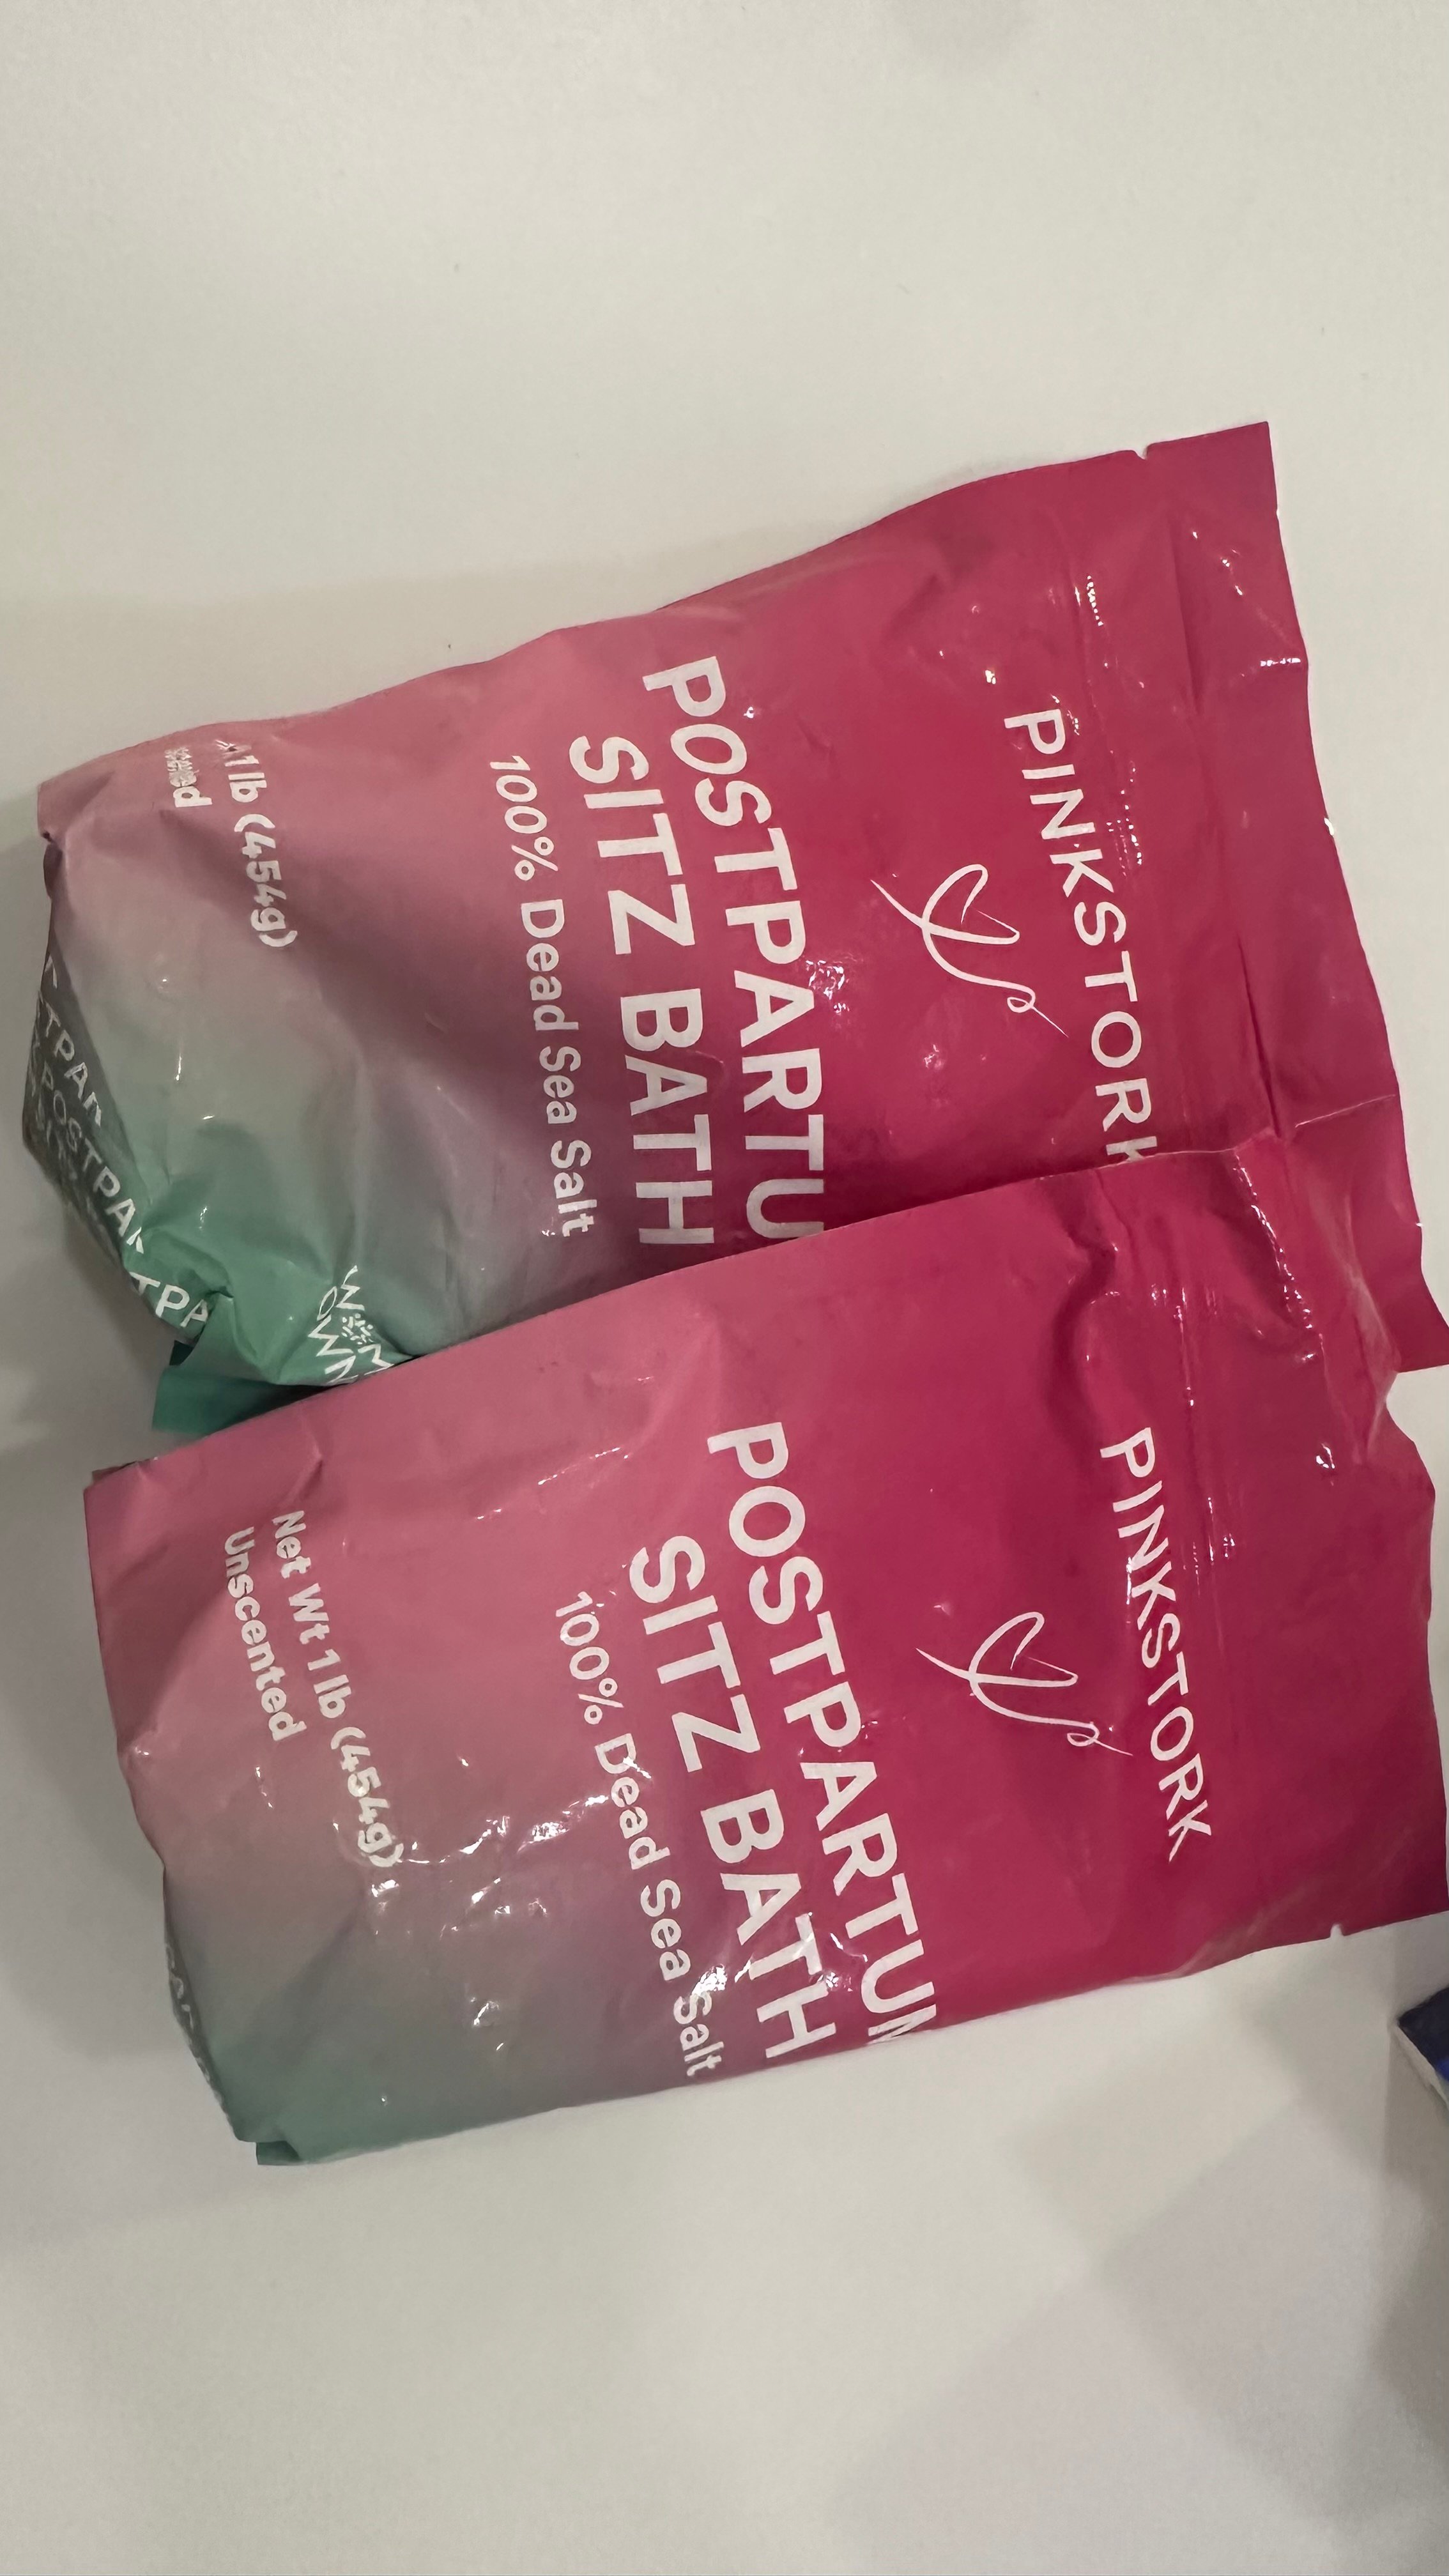 PINKSTORK
POSTPARTU
SITZ BATH
100% Dead Sea Salt
1 lb (454g)
PINKSTORK
POSTPARTUM
SITZ BATH
100% Dead Sea Salt
Net Wt 1 lb (454g)
Unscented